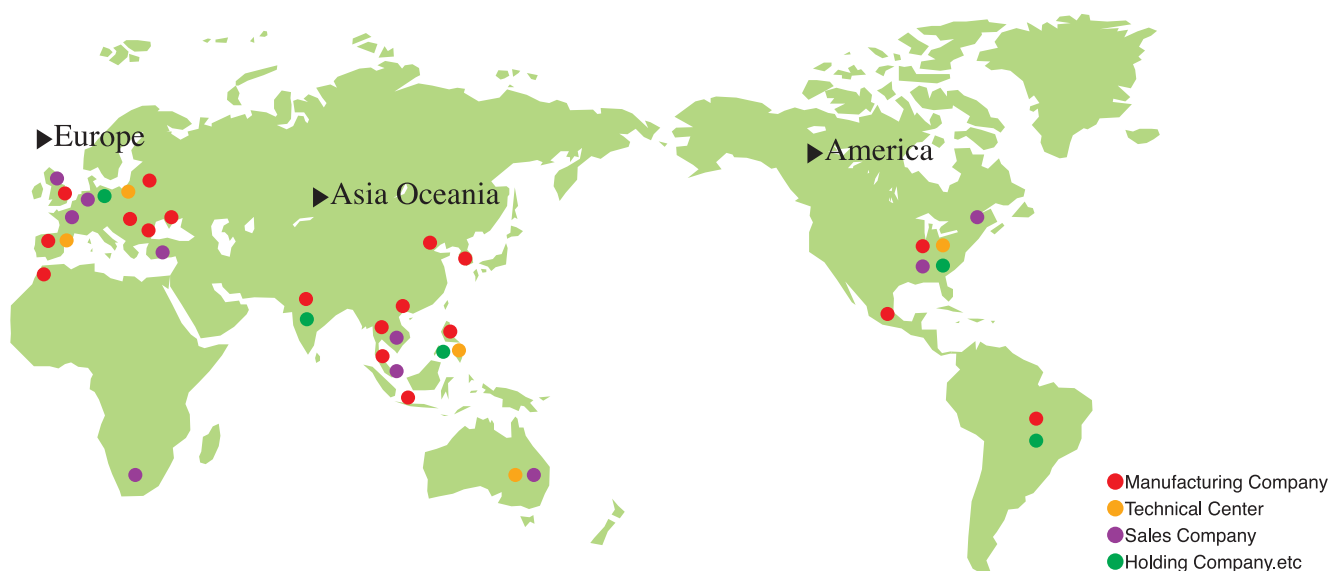 ▶Europe
▶Asia Oceania
▶America
Manufacturing Company
Technical Center
Sales Company
Holding Company.etc